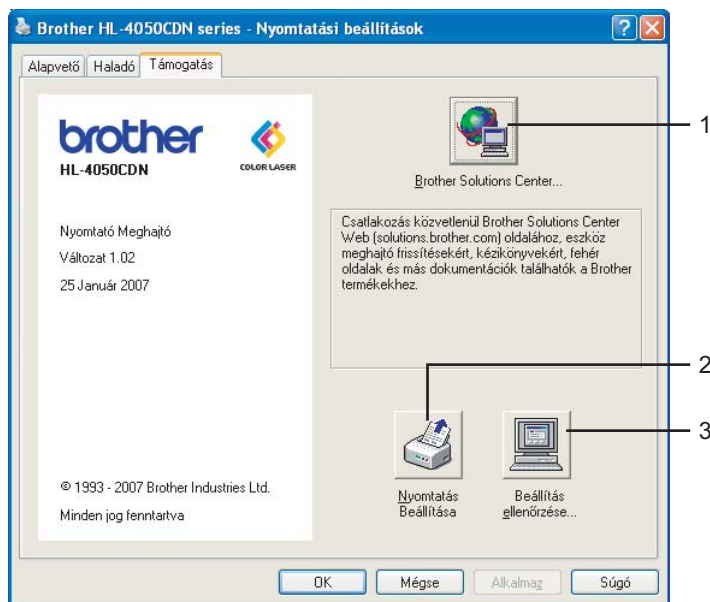 Brother HL-4050CDN series - Nyomtatási beállítások
Alapvető Haladó Támogatás
brother
HL-4050CDN
COLOR LASER
Nyomtató Meghajtó
Változat 1.02
25 Január 2007
© 1993 - 2007 Brother Industries Ltd.
Minden jog fenntartva
1
Brother Solutions Center...
Csatlakozás közvetlenül Brother Solutions Center
Web (solutions.brother.com) oldalához, eszköz
meghajtó frissítésekért, kézikönyvekért, fehér
oldalak és más dokumentációk találhatók a Brother
termékekhez.
2
3
Nyomtatás
Beállítása
Beállítás
ellenőrzése...
OK Mégse Alkalmaz Súgó